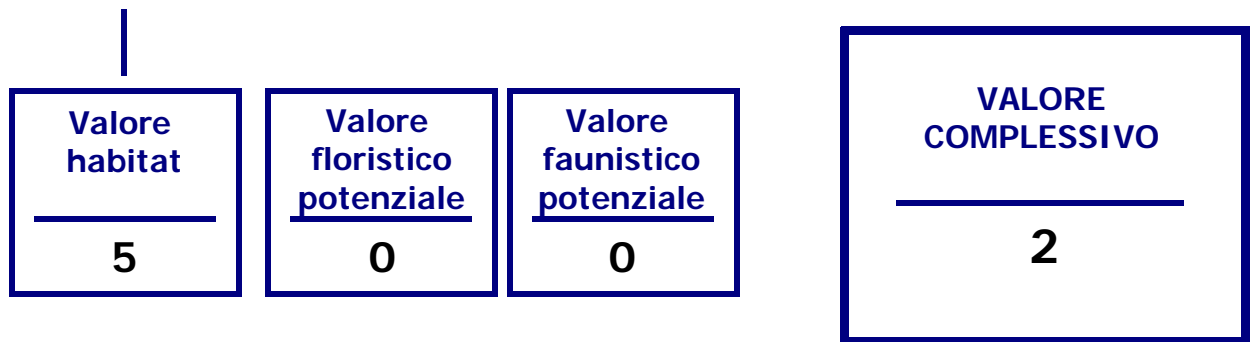 Valore
habitat
5
Valore
floristico
potenziale
0
Valore
faunistico
potenziale
0
VALORE
COMPLESSIVO
2